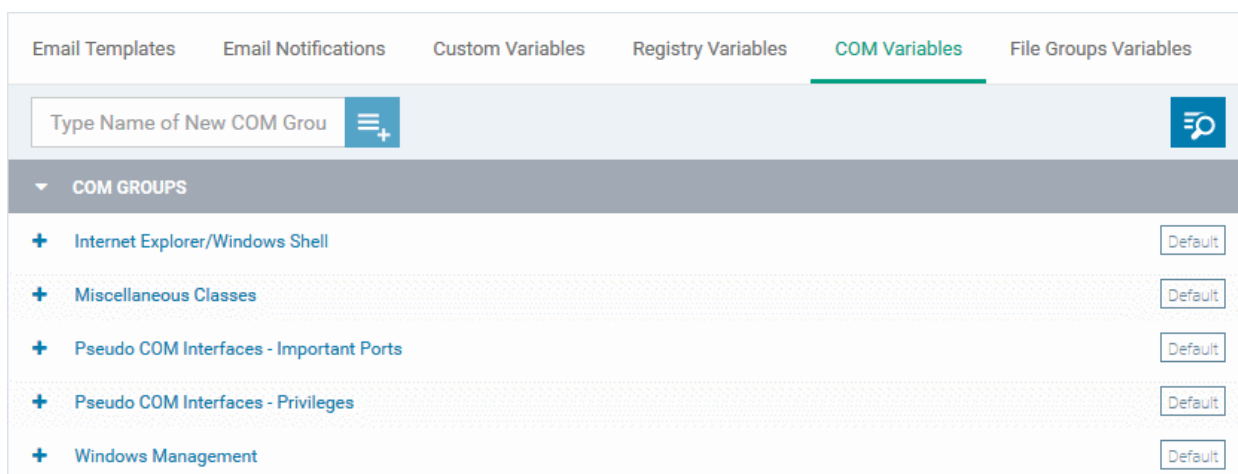 Email Templates Email Notifications Custom Variables Registry Variables COM Variables File Groups Variables
Type Name of New COM Grou
COM GROUPS
Internet Explorer/Windows Shell Default
Miscellaneous Classes Default
Pseudo COM Interfaces - Important Ports Default
Pseudo COM Interfaces - Privileges Default
Windows Management Default